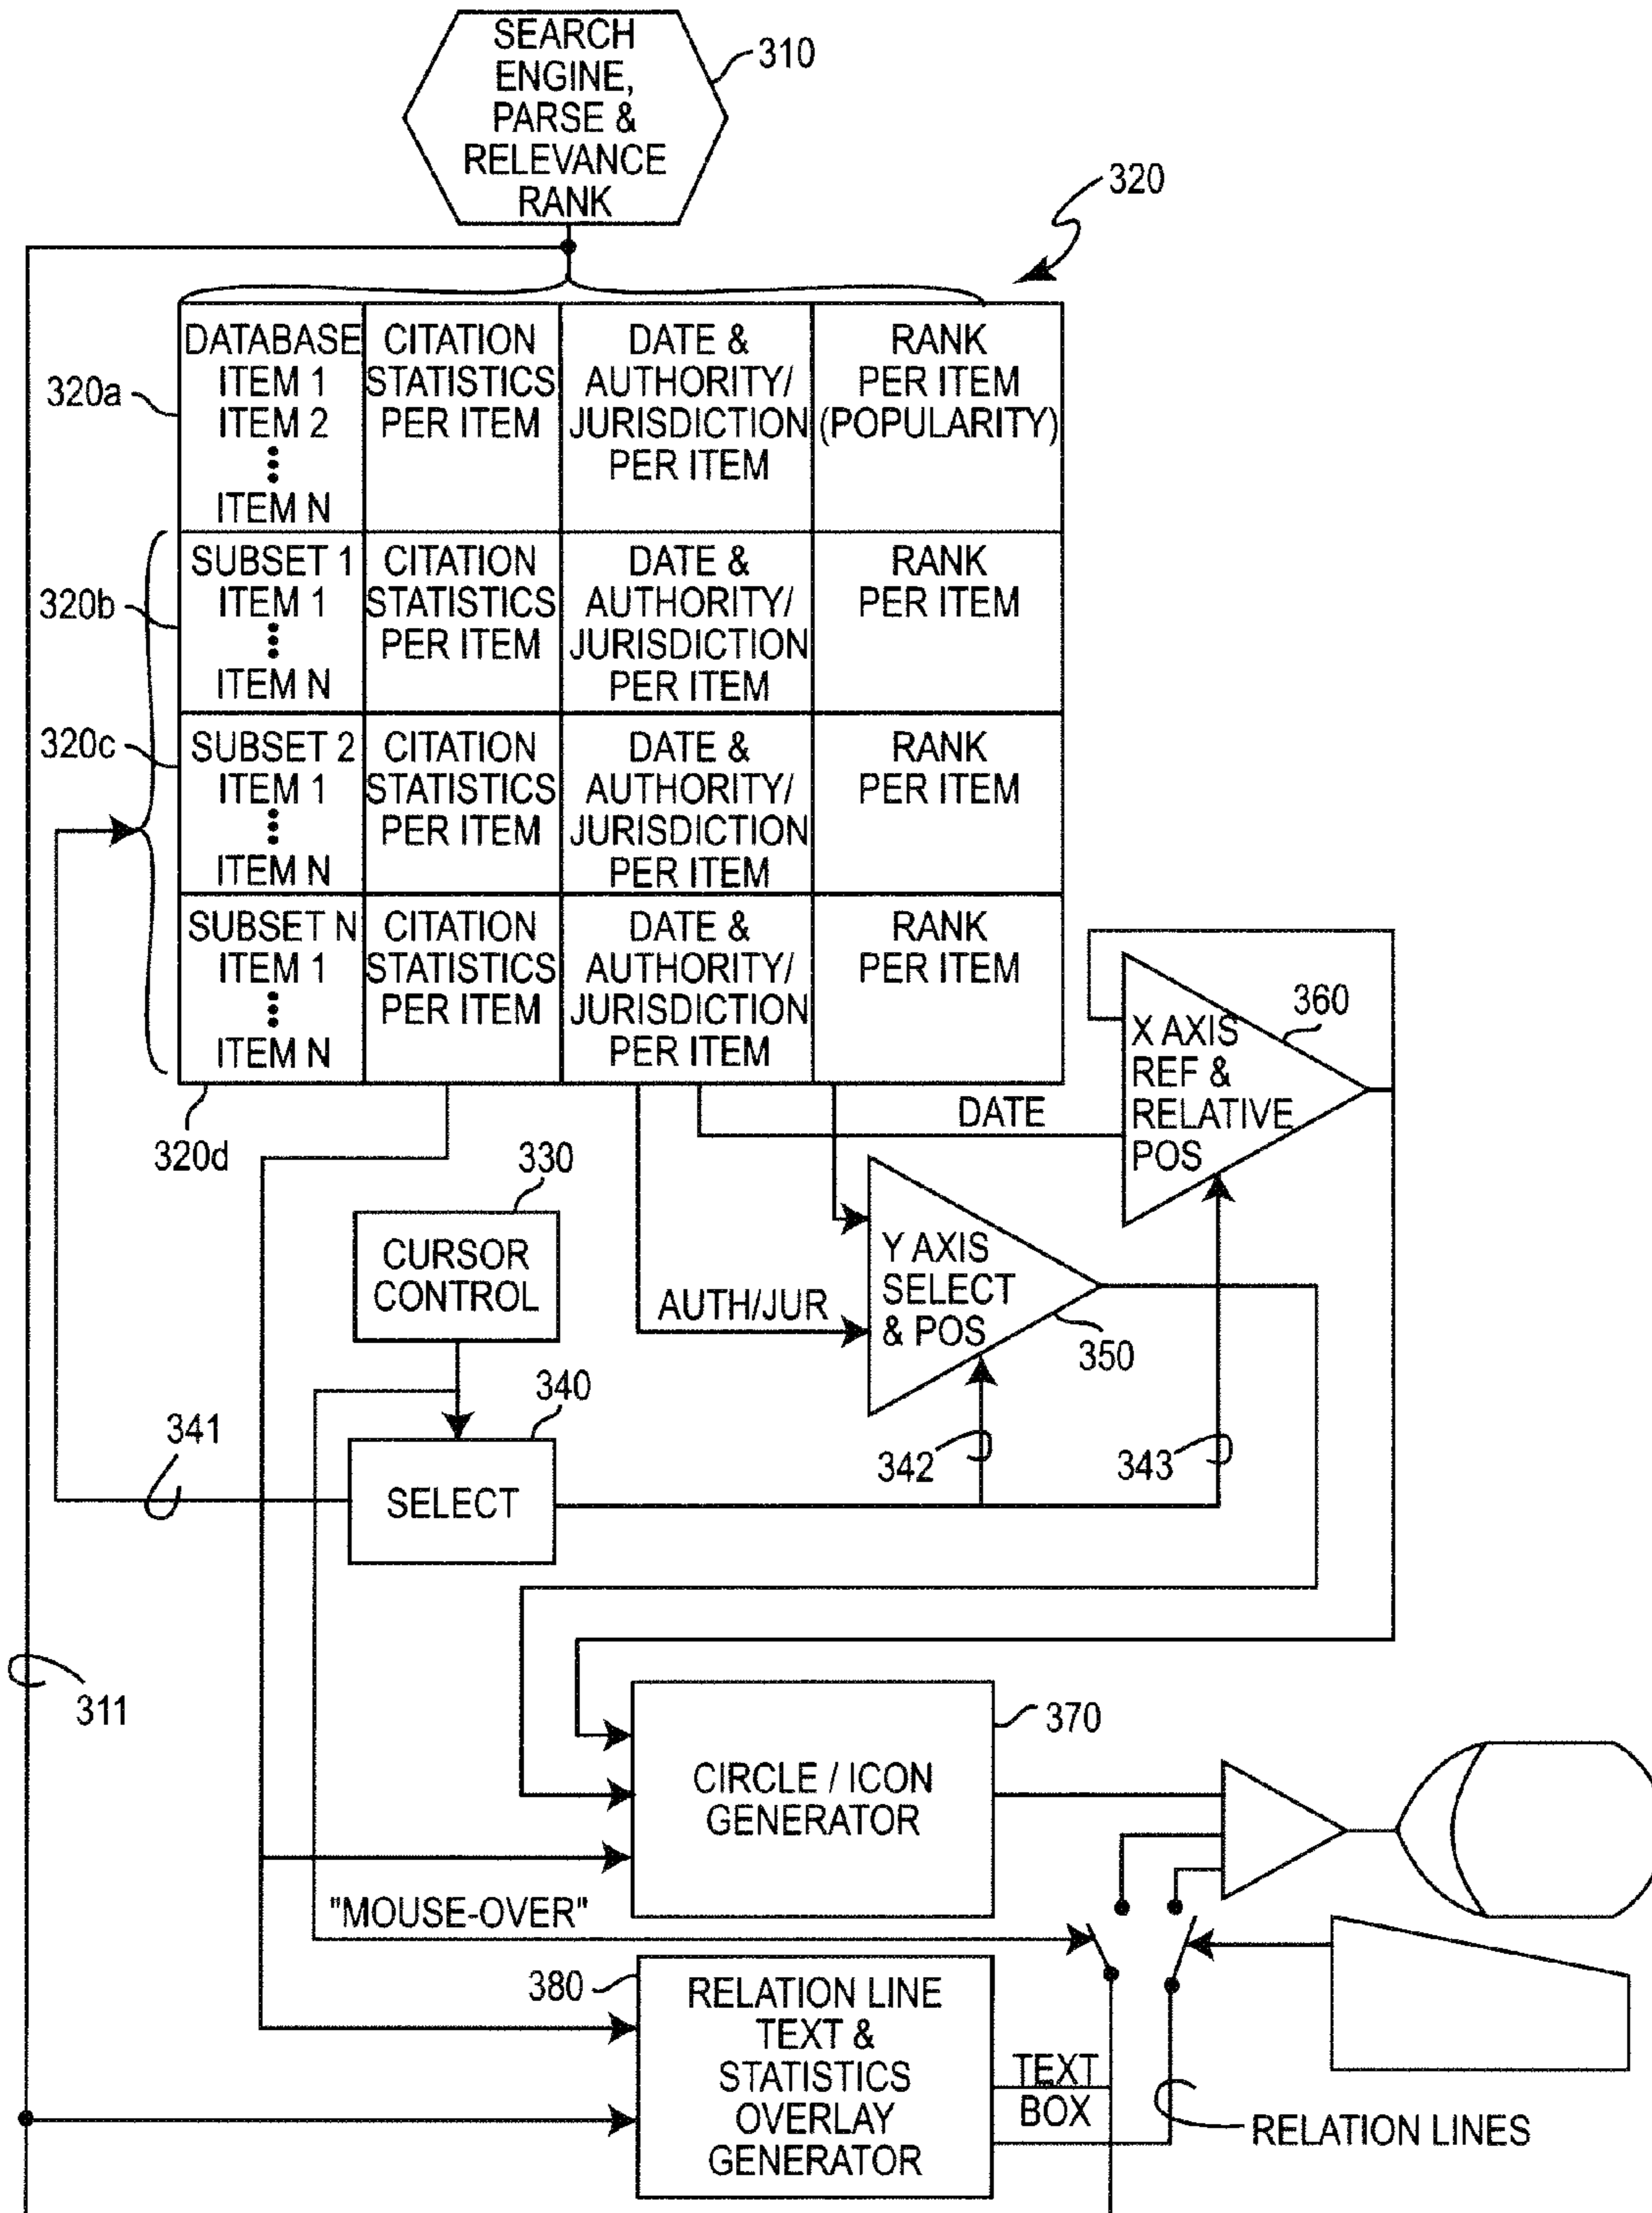 SEARCH
ENGINE,
PARSE &
RELEVANCE
RANK
310
320
DATABASE
ITEM 1
ITEM 2
ITEM N
CITATION
STATISTICS
PER ITEM
DATE &
AUTHORITY/
JURISDICTION
PER ITEM
RANK
PER ITEM
(POPULARITY)
320a
SUBSET 1
ITEM 1
ITEM N
CITATION
STATISTICS
PER ITEM
DATE &
AUTHORITY/
JURISDICTION
PER ITEM
RANK
PER ITEM
320b
SUBSET 2
ITEM 1
ITEM N
CITATION
STATISTICS
PER ITEM
DATE &
AUTHORITY/
JURISDICTION
PER ITEM
RANK
PER ITEM
320c
SUBSET N
ITEM 1
ITEM N
CITATION
STATISTICS
PER ITEM
DATE &
AUTHORITY/
JURISDICTION
PER ITEM
RANK
PER ITEM
320d
X AXIS
REF &
RELATIVE
POS
360
DATE
330
CURSOR
CONTROL
Y AXIS
SELECT
& POS
350
AUTH/JUR
340
SELECT
341
342
343
311
370
CIRCLE / ICON
GENERATOR
"MOUSE-OVER"
380
RELATION LINE
TEXT &
STATISTICS
OVERLAY
GENERATOR
TEXT
BOX
RELATION LINES